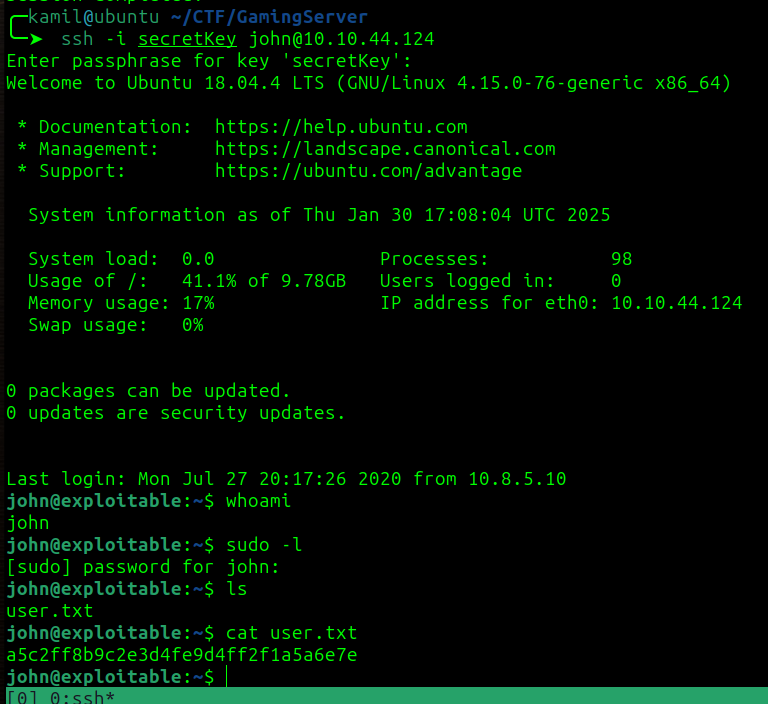 kamil@ubuntu ~/CTF/GamingServer
ssh -i secretKey john@10.10.44.124
Enter passphrase for key 'secretKey':
Welcome to Ubuntu 18.04.4 LTS (GNU/Linux 4.15.0-76-generic x86_64)
* Documentation: https://help.ubuntu.com
* Management: https://landscape.canonical.com
* Support: https://ubuntu.com/advantage
System information as of Thu Jan 30 17:08:04 UTC 2025
System load: 0.0 Processes: 98
Usage of /: 41.1% of 9.78GB Users logged in: 0
Memory usage: 17% IP address for eth0: 10.10.44.124
Swap usage: 0%
0 packages can be updated.
0 updates are security updates.
Last login: Mon Jul 27 20:17:26 2020 from 10.8.5.10
john@exploitable:~$ whoami
john
john@exploitable:~$ sudo -l
[sudo] password for john:
john@exploitable:~$ ls
user.txt
john@exploitable:~$ cat user.txt
a5c2ff8b9c2e3d4fe9d4ff2f1a5a6e7e
john@exploitable:~$
[0] 0:ssh*